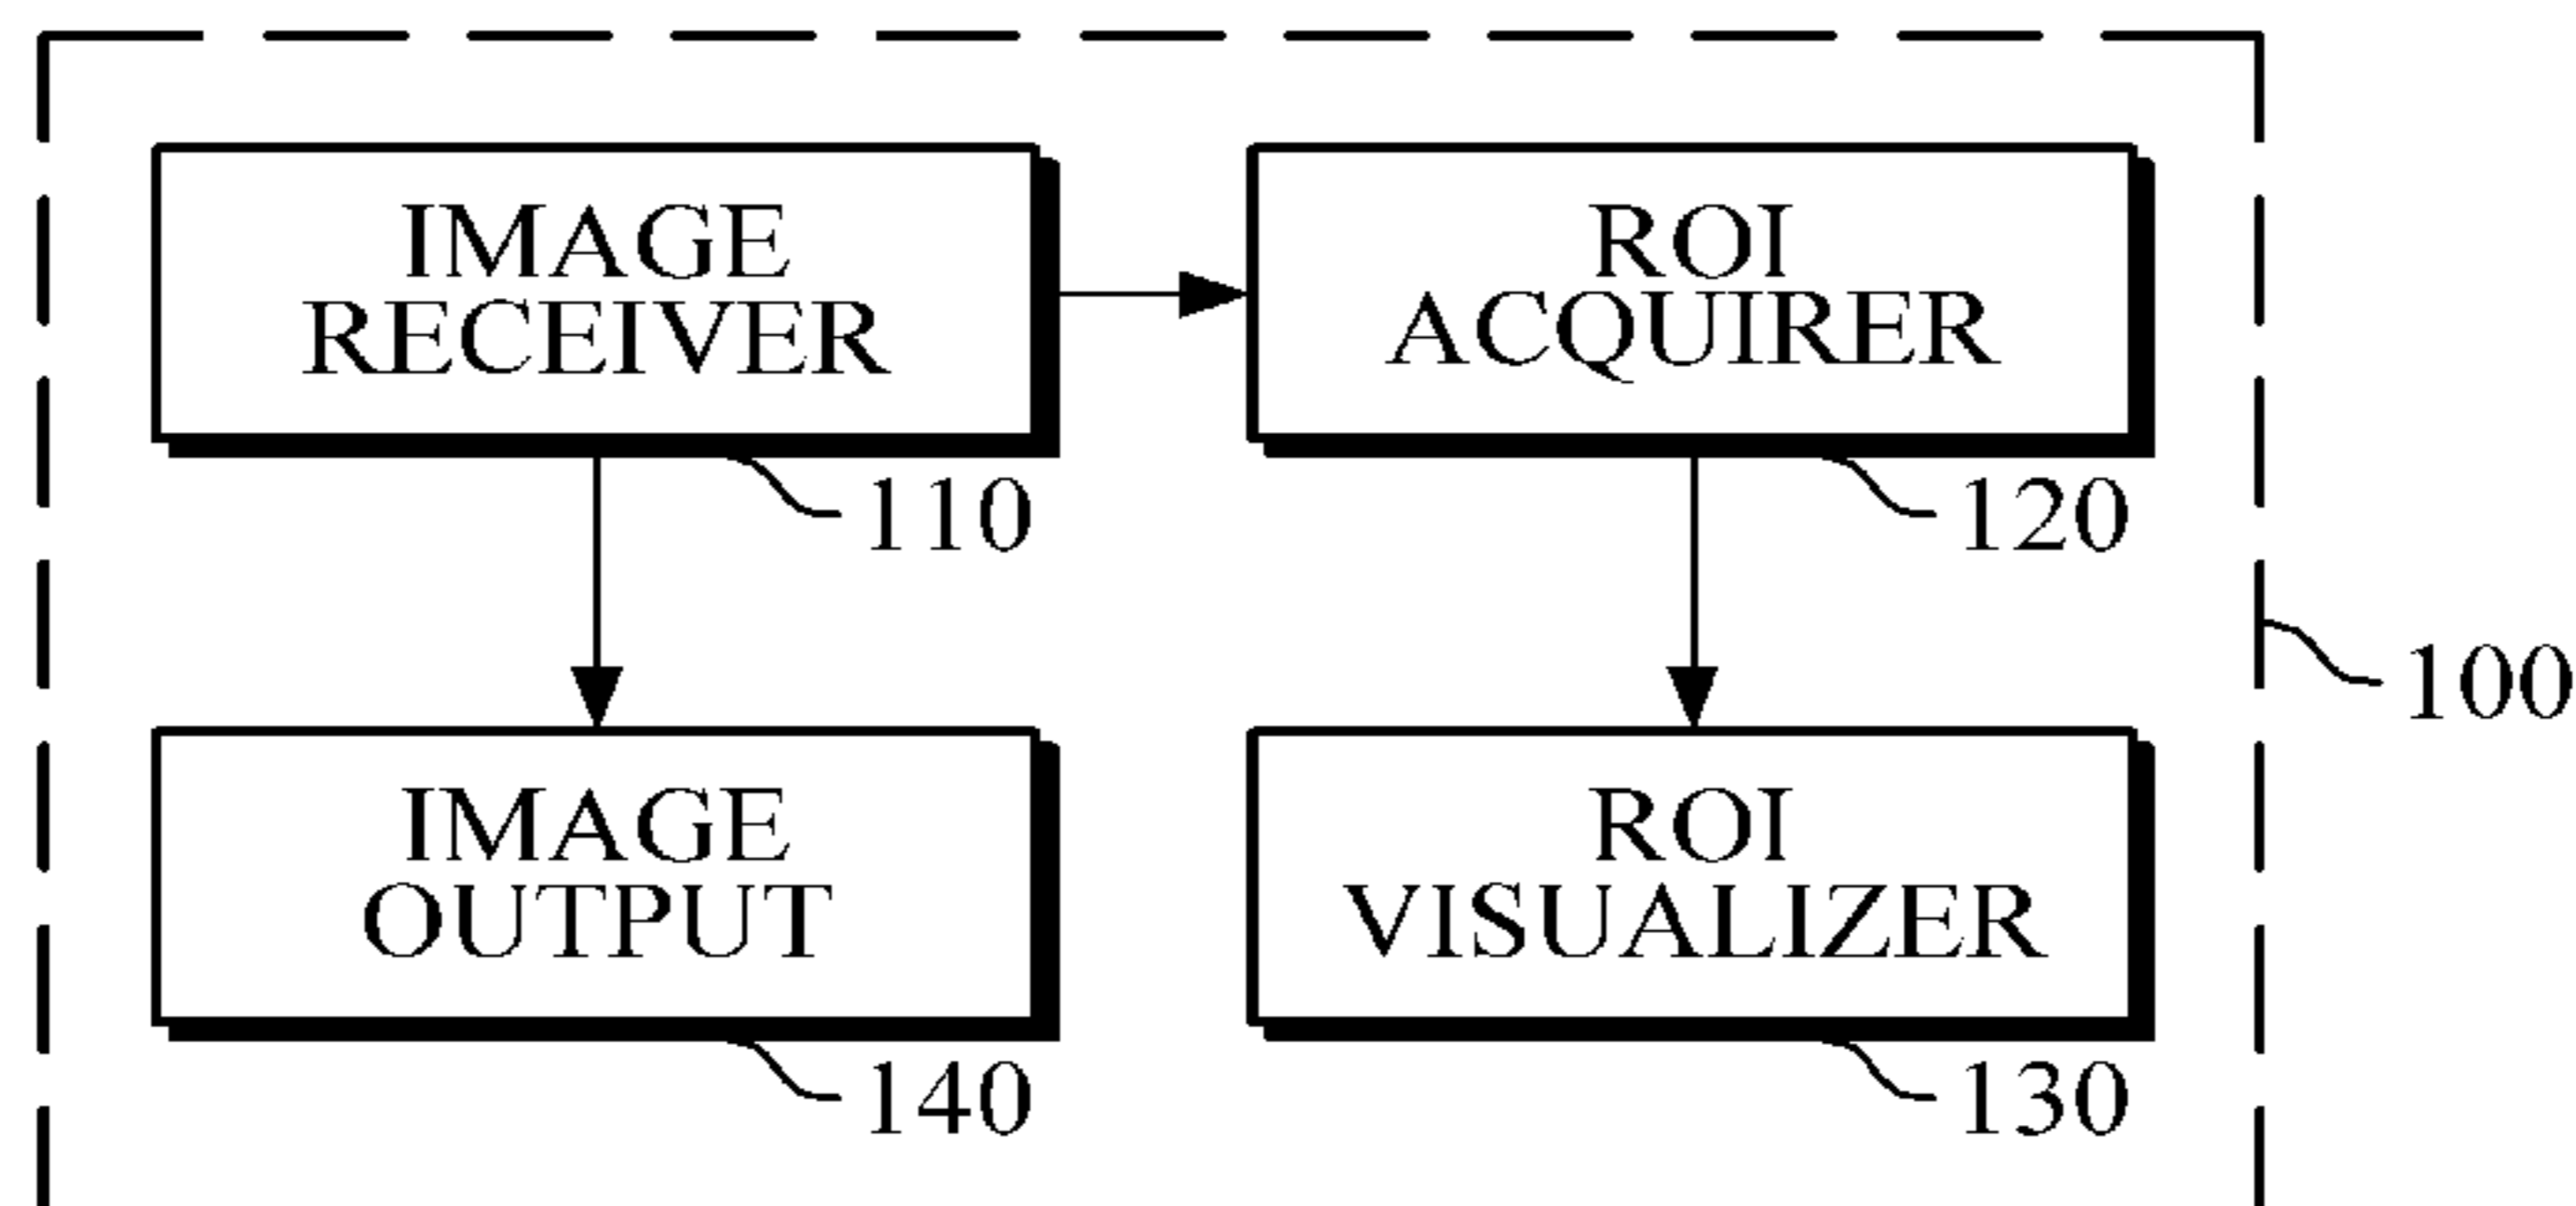 IMAGE
RECEIVER
110
ROI
ACQUIRER
120
100
IMAGE
OUTPUT
140
ROI
VISUALIZER
130